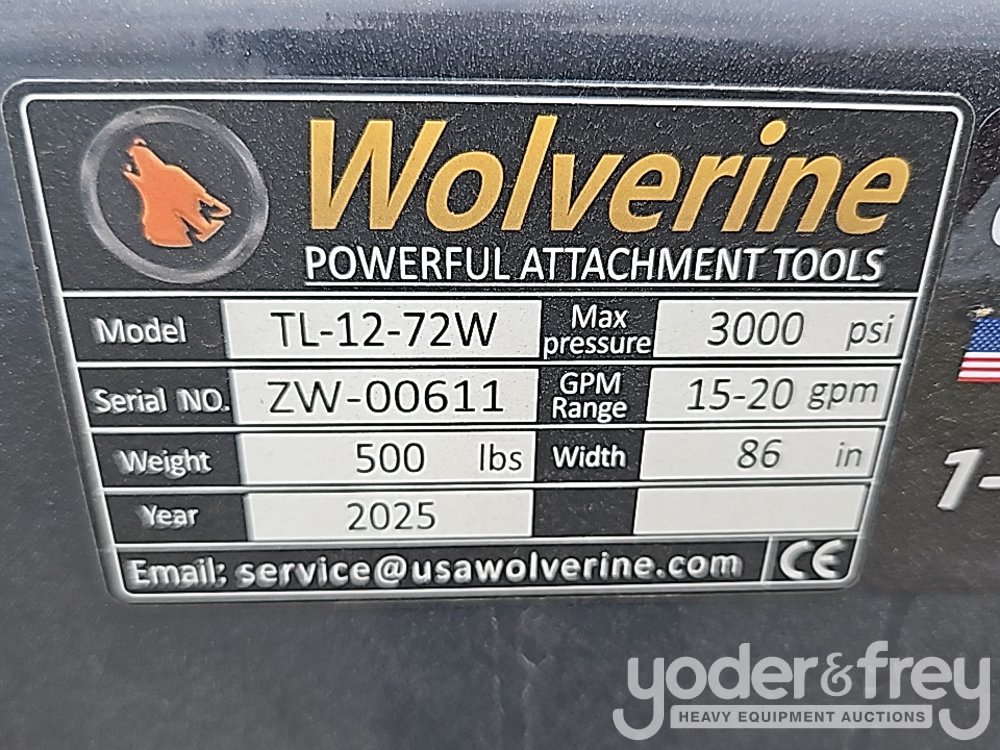 Wolverine
POWERFUL ATTACHMENT TOOLS
Model TL-12-72W Max pressure 3000 psi
Serial NO. ZW-00611 GPM Range 15-20 gpm
Weight 500 lbs Width 86 in
Year 2025
Email: service@usawolverine.com CE
1-
yoder&frey
HEAVY EQUIPMENT AUCTIONS